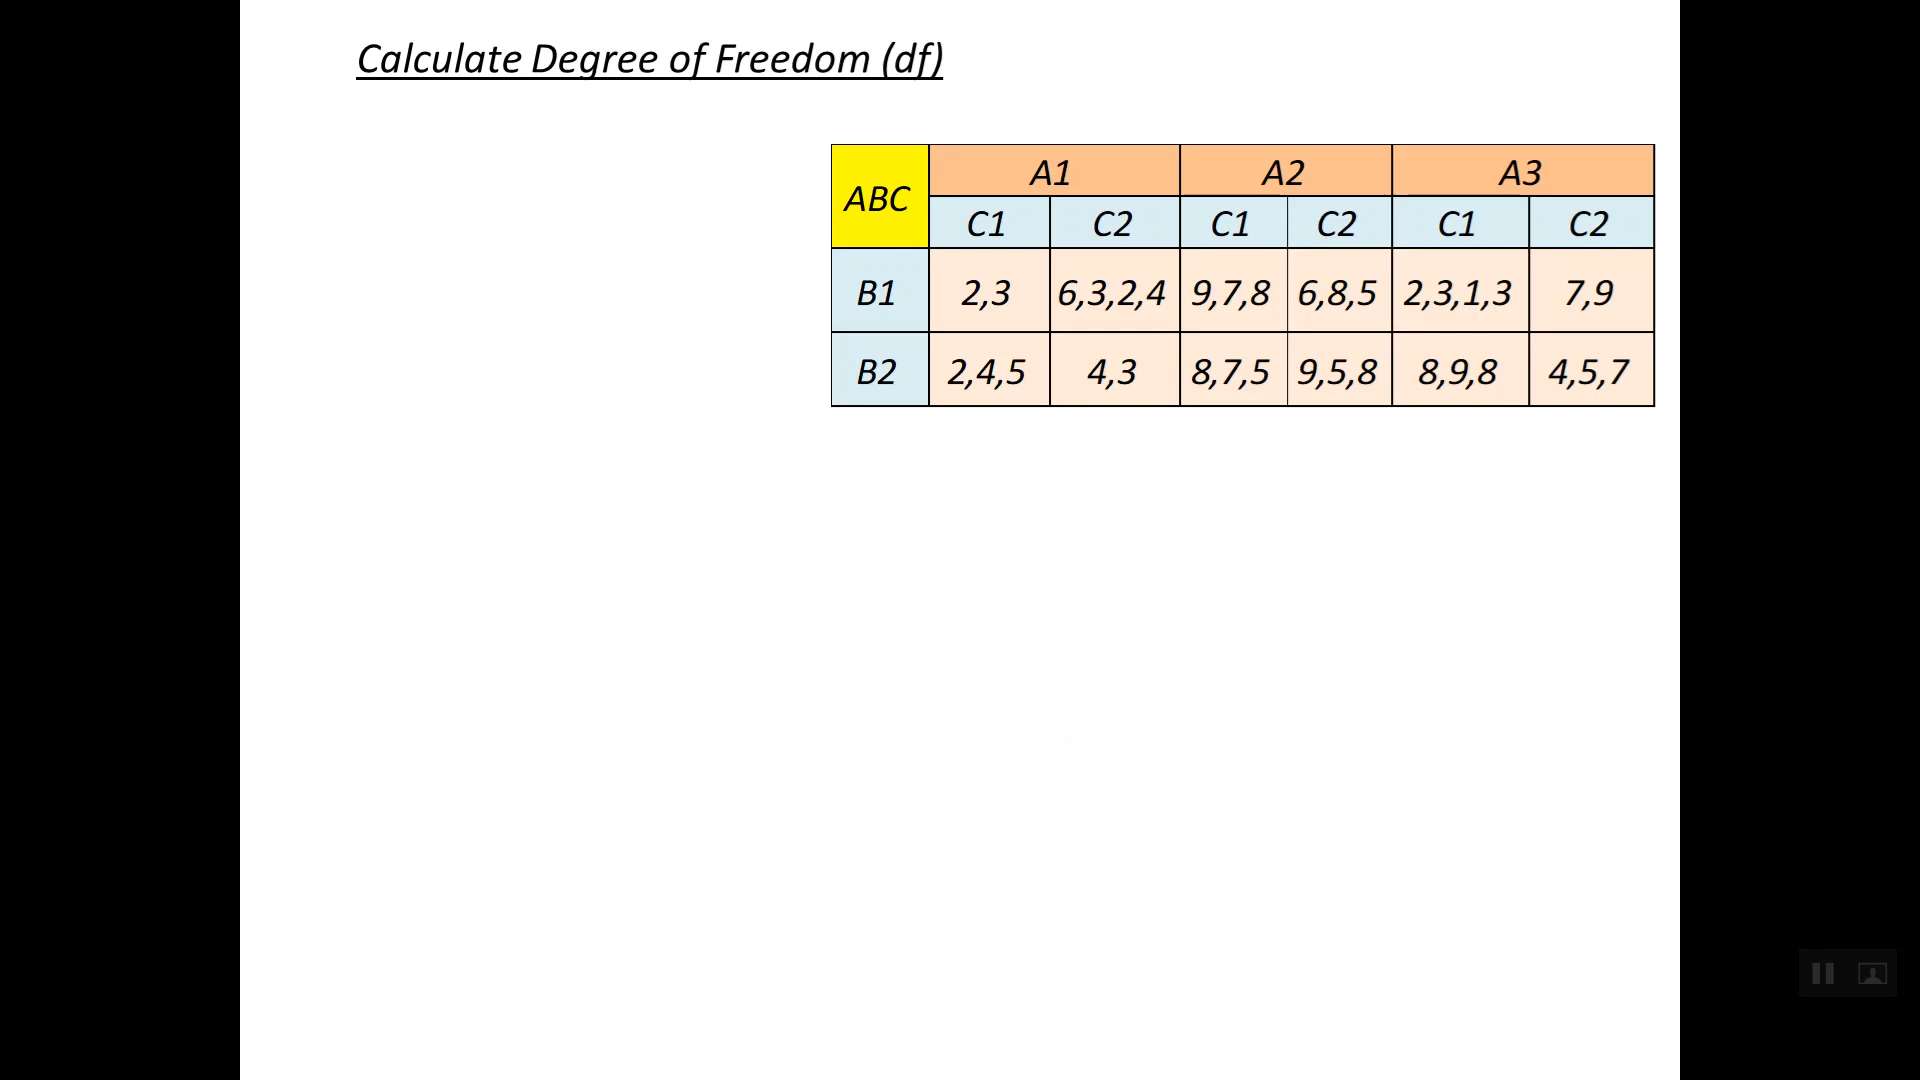 Calculate Degree of Freedom (df)
ABC A1 A2 A3
C1 C2 C1 C2 C1 C2
B1 2,3 6,3,2,4 9,7,8 6,8,5 2,3,1,3 7,9
B2 2,4,5 4,3 8,7,5 9,5,8 8,9,8 4,5,7